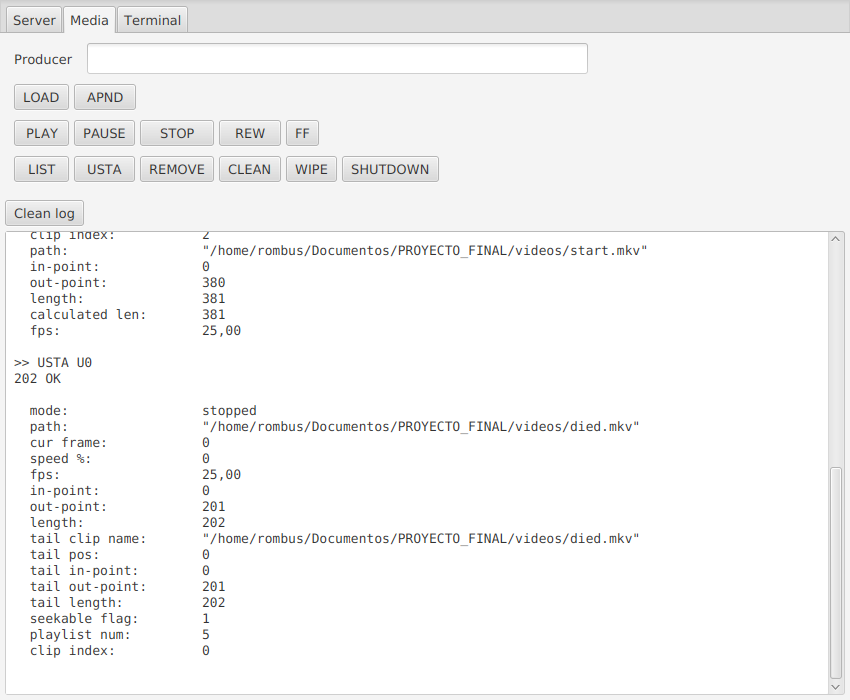 Server Media Terminal
Producer
LOAD APND
PLAY PAUSE STOP REW FF
LIST USTA REMOVE CLEAN WIPE SHUTDOWN
Clean log
clip index: 2
path: "/home/rombus/Documentos/PROYECTO_FINAL/videos/start.mkv"
in-point: 0
out-point: 380
length: 381
calculated len: 381
fps: 25,00
>> USTA U0
202 OK
mode: stopped
path: "/home/rombus/Documentos/PROYECTO_FINAL/videos/died.mkv"
cur frame: 0
speed %: 0
fps: 25,00
in-point: 0
out-point: 201
length: 202
tail clip name: "/home/rombus/Documentos/PROYECTO_FINAL/videos/died.mkv"
tail pos: 0
tail in-point: 0
tail out-point: 201
tail length: 202
seekable flag: 1
playlist num: 5
clip index: 0